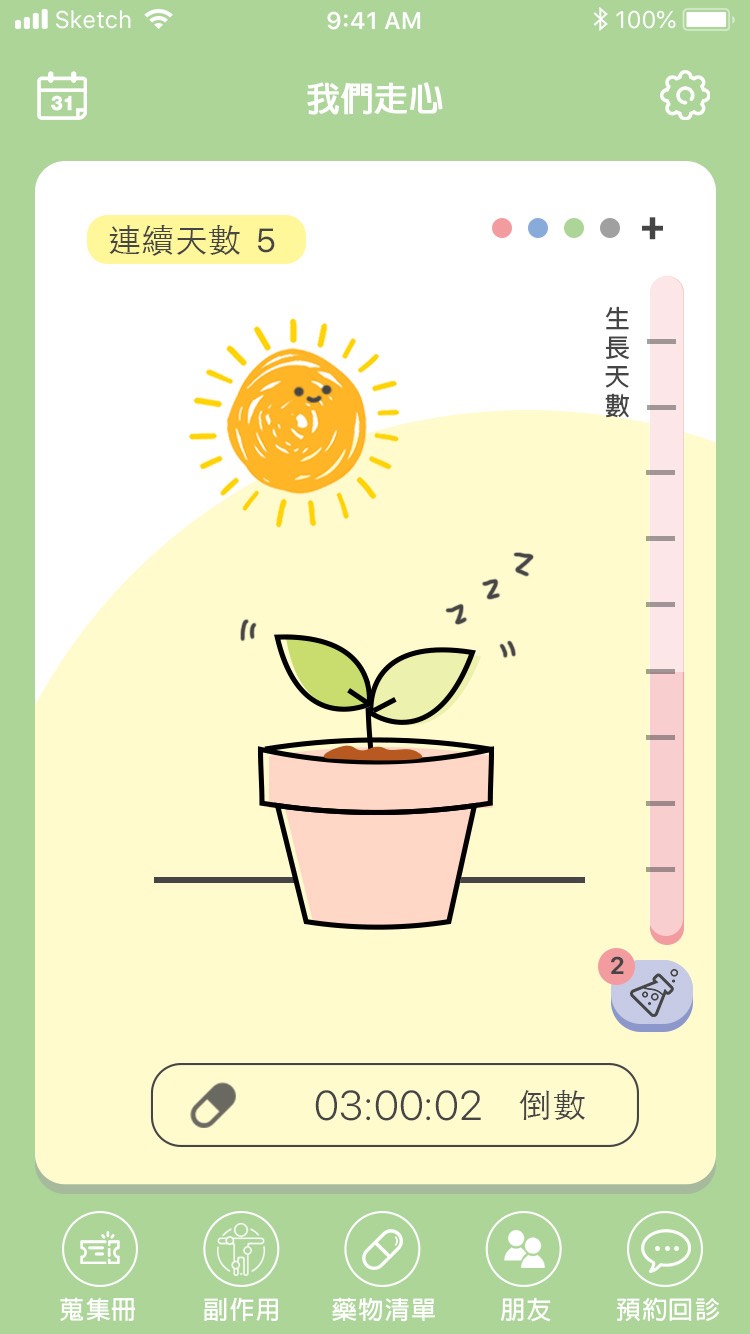 Sketch 9:41 AM 100%
31 我們走心
連續天數 5
生長天數
z z z
2
03:00:02 倒數
蒐集冊 副作用 藥物清單 朋友 預約回診